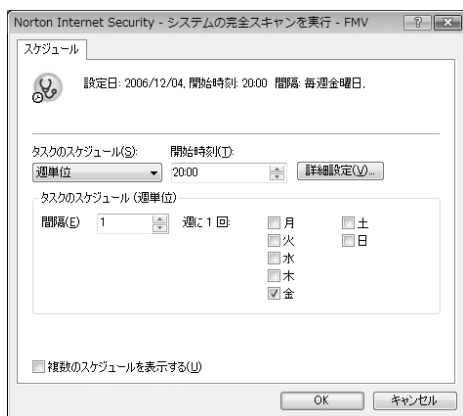 Norton Internet Security - システムの完全スキャンを実行 - FMV
スケジュール
設定日: 2006/12/04, 開始時刻: 20:00 間隔: 毎週金曜日.
タスクのスケジュール(S):
開始時刻(T):
週単位
20:00
詳細設定(V)...
タスクのスケジュール (週単位)
間隔(E)
1
週に 1 回:
月
火
水
木
金
土
日
複数のスケジュールを表示する(U)
OK
キャンセル